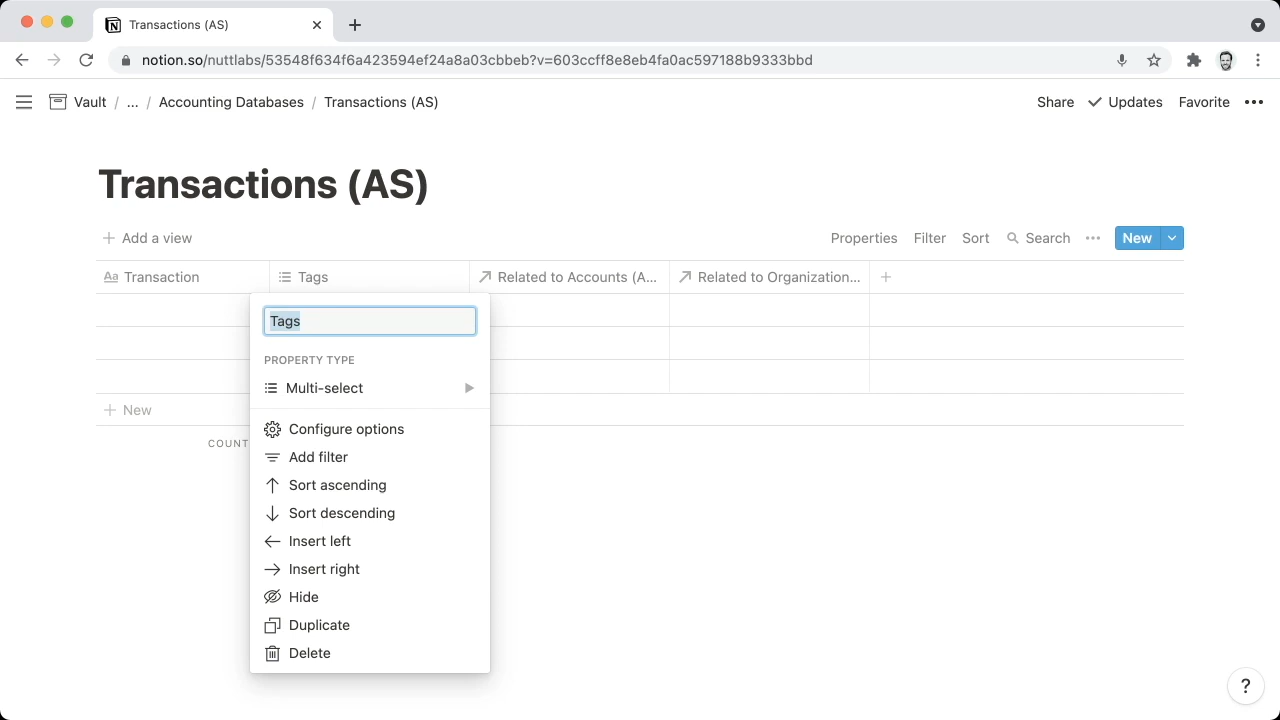 Transactions (AS)
notion.so/nuttlabs/53548f634f6a423594ef24a8a03cbbeb?v=603ccff8e8eb4fa0ac597188b9333bbd
Vault / ... / Accounting Databases / Transactions (AS)
Share Updates Favorite
Transactions (AS)
Add a view
Properties Filter Sort Search New
Aa Transaction Tags Related to Accounts (A... Related to Organization...
Tags
PROPERTY TYPE
Multi-select
New
Configure options
COUNT
Add filter
Sort ascending
Sort descending
Insert left
Insert right
Hide
Duplicate
Delete
?